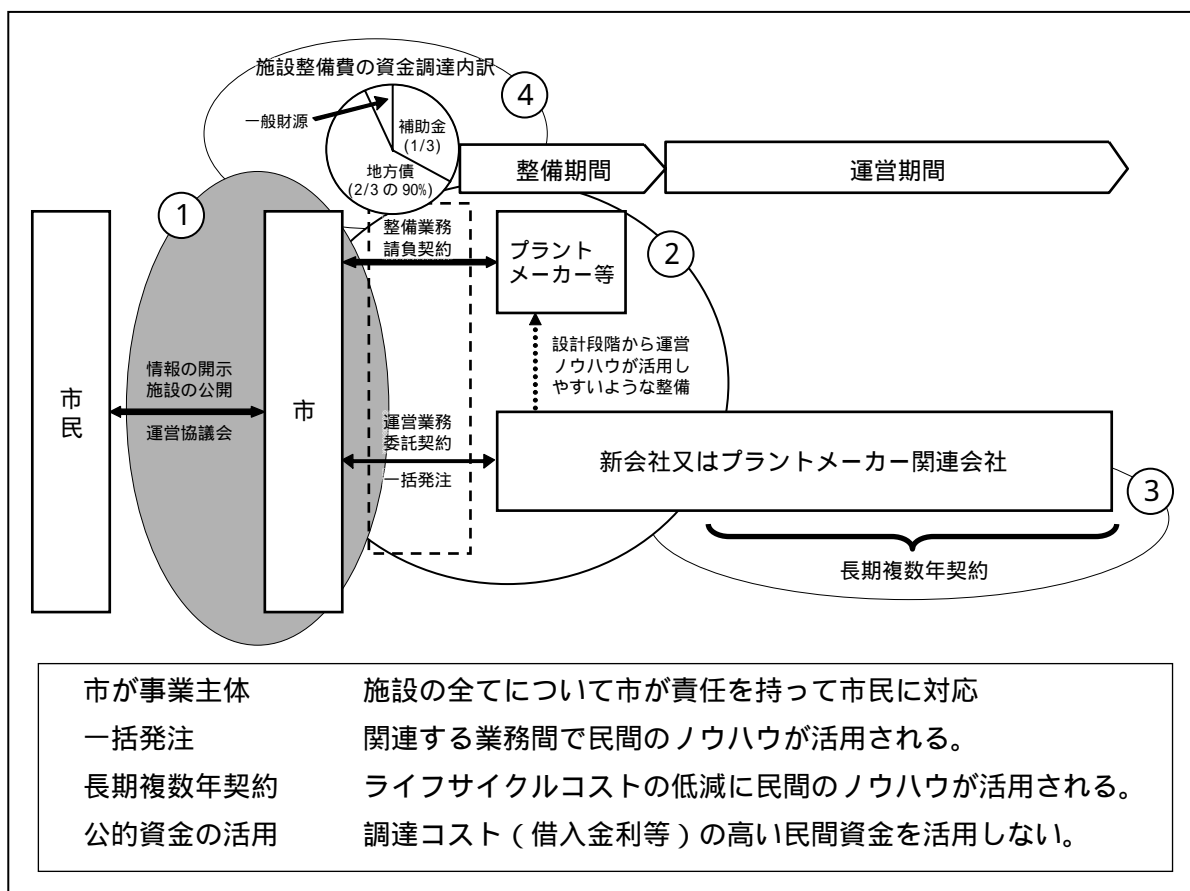 施設整備費の資金調達内訳
④
一般財源
補助金
(1/3)
地方債
(2/3 の 90%)
整備期間
運営期間
①
整備業務
請負契約
プラント
メーカー等
②
設計段階から運営
ノウハウが活用し
やすいような整備
市民
情報の開示
施設の公開
運営協議会
市
運営業務
委託契約
一括発注
新会社又はプラントメーカー関連会社
③
長期複数年契約
市が事業主体 施設の全てについて市が責任を持って市民に対応
一括発注 関連する業務間で民間のノウハウが活用される。
長期複数年契約 ライフサイクルコストの低減に民間のノウハウが活用される。
公的資金の活用 調達コスト(借入金利等)の高い民間資金を活用しない。